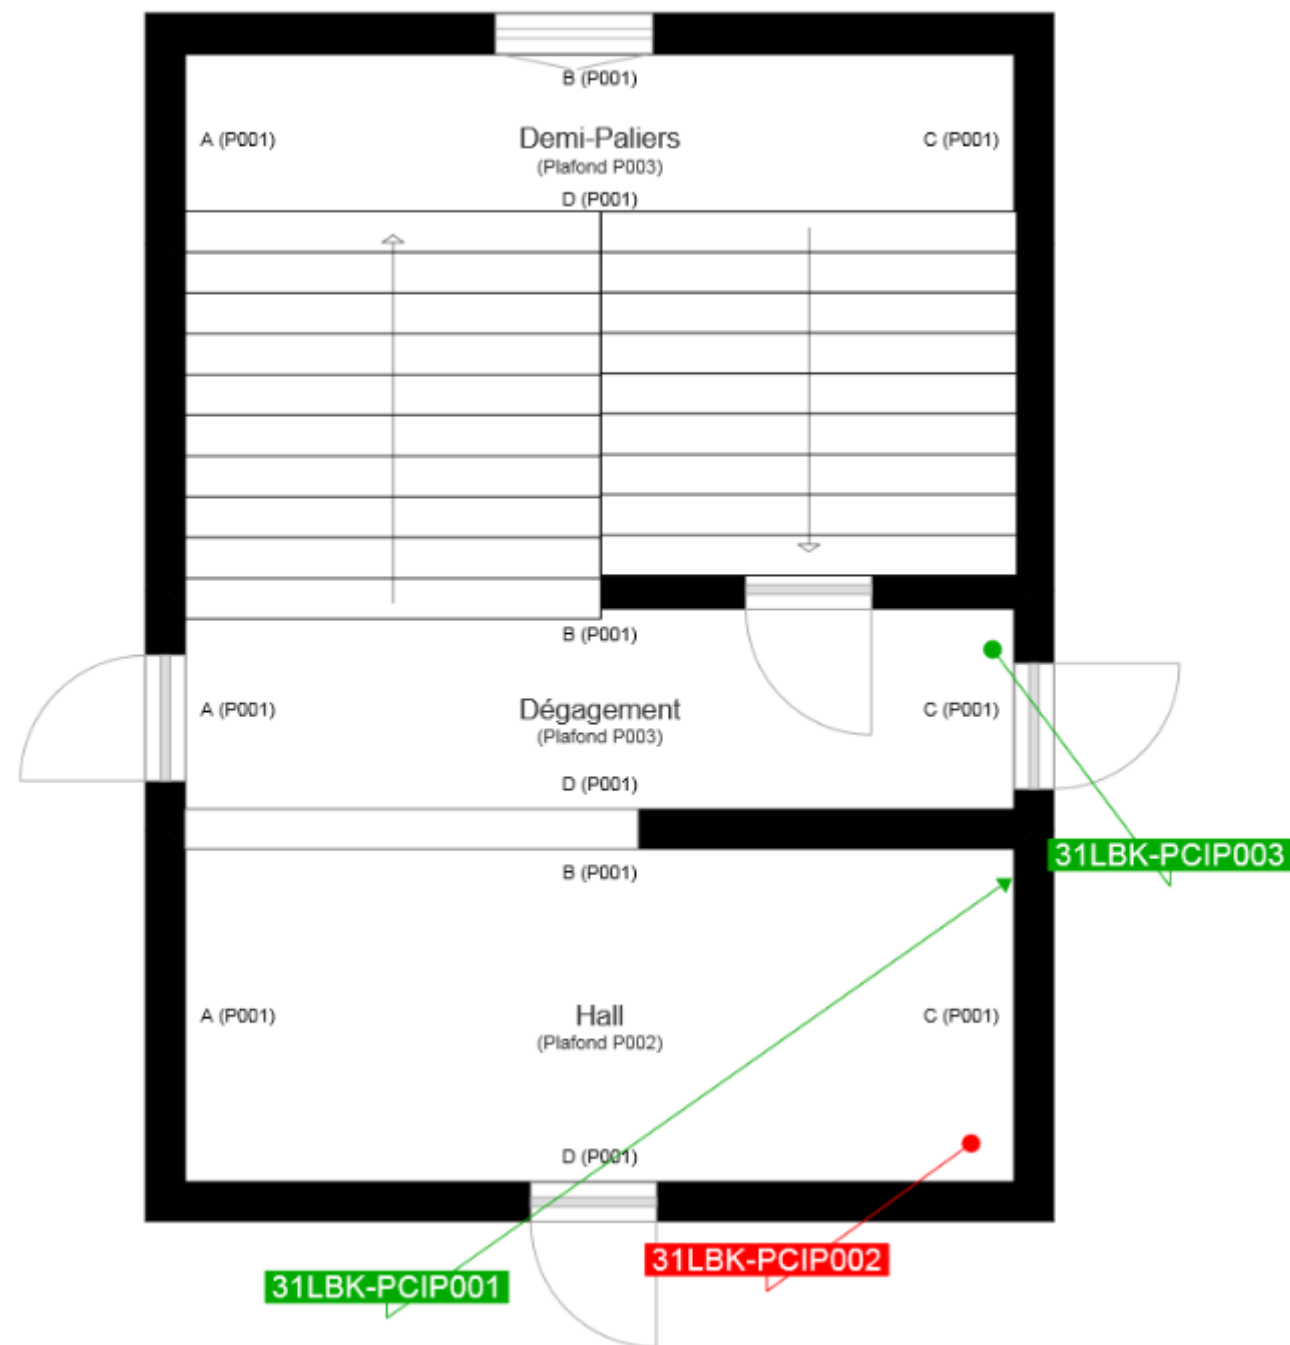 B (P001)
A (P001)
Demi-Paliers
C (P001)
(Plafond P003)
D (P001)
B (P001)
A (P001)
Dégagement
C (P001)
(Plafond P003)
D (P001)
31LBK-PCIP003
B (P001)
A (P001)
Hall
C (P001)
(Plafond P002)
D (P001)
31LBK-PCIP002
31LBK-PCIP001